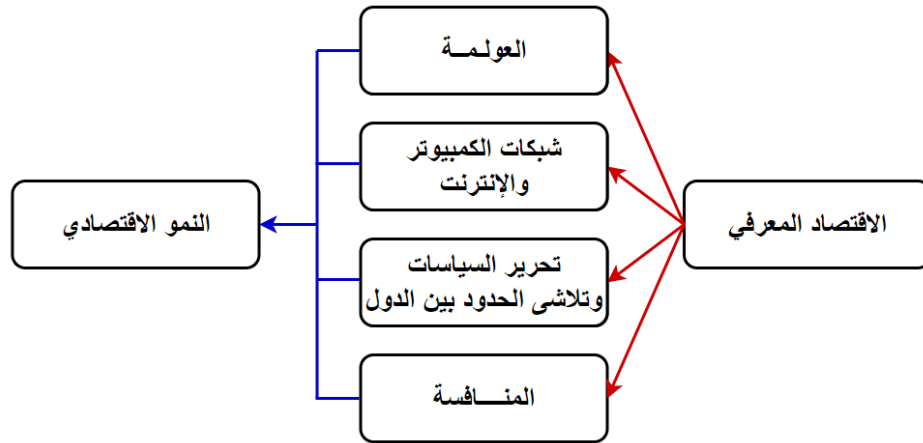 الاقتصاد المعرفي
العولـمــة
شبكات الكمبيوتر
والإنترنت
تحرير السياسات
وتلاشى الحدود بين الدول
المنــــافسة
النمو الاقتصادي